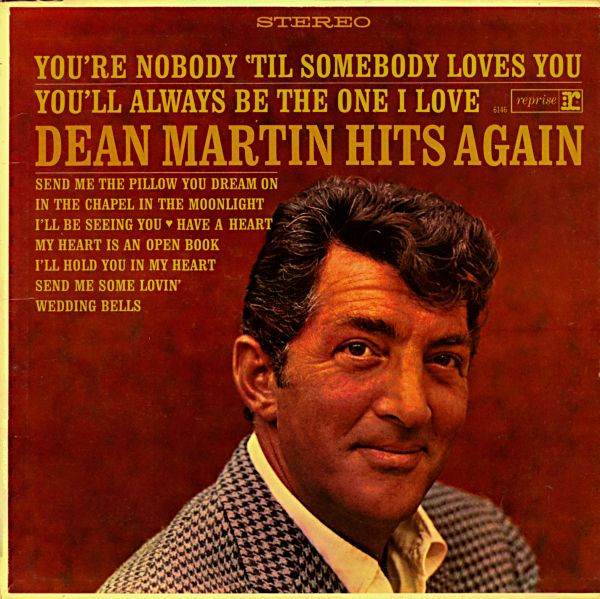 STEREO
YOU'RE NOBODY 'TIL SOMEBODY LOVES YOU
YOU'LL ALWAYS BE THE ONE I LOVE
6146 reprise R:
DEAN MARTIN HITS AGAIN
SEND ME THE PILLOW YOU DREAM ON
IN THE CHAPEL IN THE MOONLIGHT
I'LL BE SEEING YOU ♥ HAVE A HEART
MY HEART IS AN OPEN BOOK
I'LL HOLD YOU IN MY HEART
SEND ME SOME LOVIN'
WEDDING BELLS